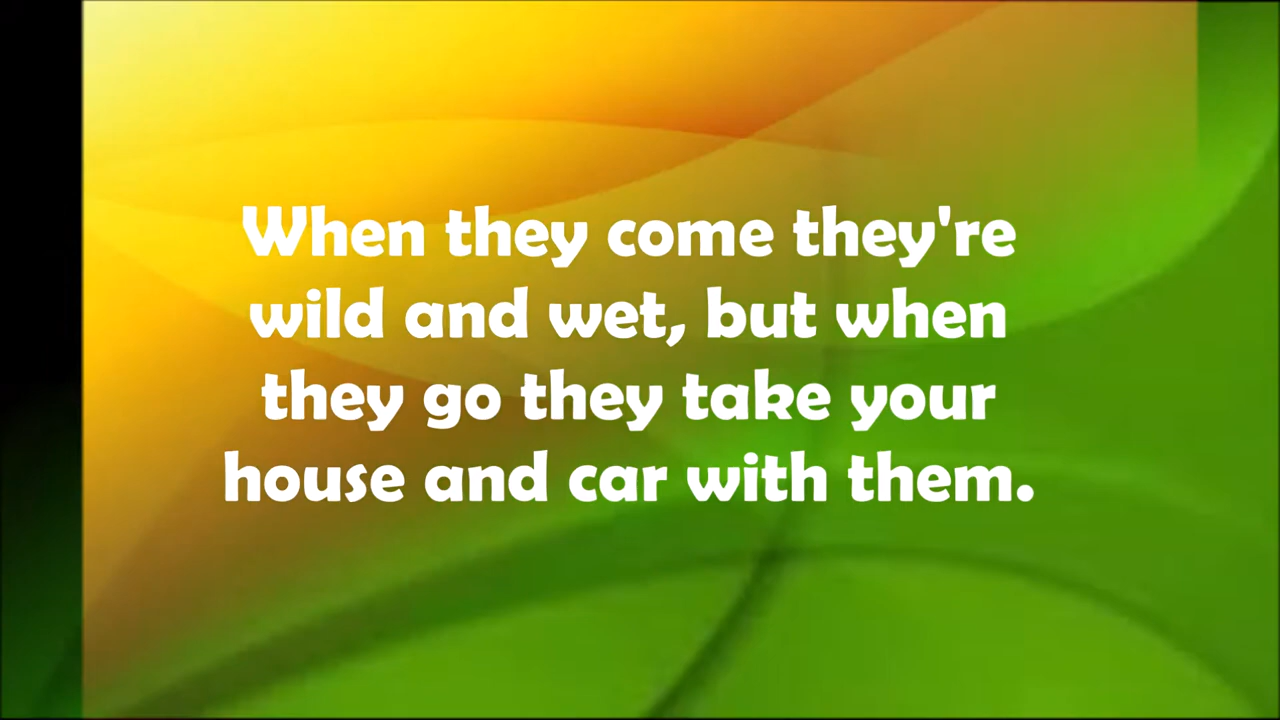 When they come they're
wild and wet, but when
they go they take your
house and car with them.